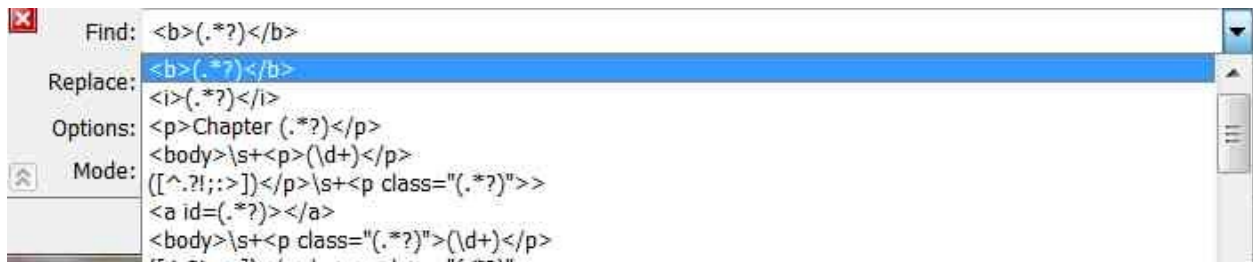 Find: <b>(.*?)</b>
<b>(.*?)</b>
Replace:
<i>(.*?)</i>
Options: <p>Chapter (.*?)</p>
<body>\s+<p>(\d+)</p>
Mode:
([^.?!;:>])</p>\s+<p class="(.*?)">>
<a id=(.*?)></a>
<body>\s+<p class="(.*?)">(\d+)</p>